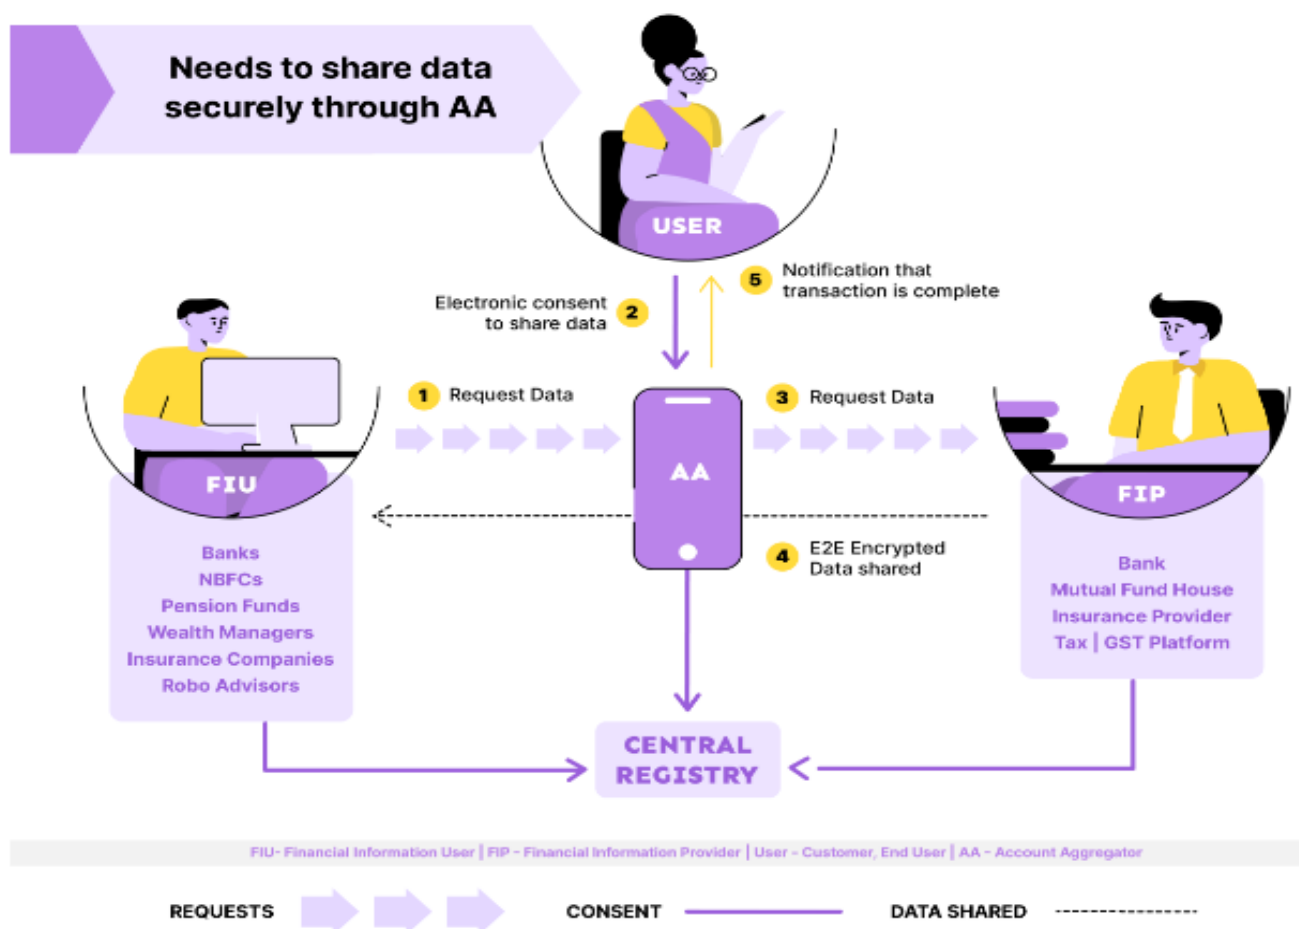 Needs to share data
securely through AA
USER
5
Notification that
transaction is complete
Electronic consent
to share data
2
1
Request Data
3
Request Data
AA
FIU
FIP
4
E2E Encrypted
Data shared
Banks
NBFCs
Pension Funds
Wealth Managers
Insurance Companies
Robo Advisors
Bank
Mutual Fund House
Insurance Provider
Tax | GST Platform
CENTRAL
REGISTRY
FIU- Financial Information User | FIP - Financial Information Provider | User - Customer, End User | AA - Account Aggregator
REQUESTS
CONSENT
DATA SHARED